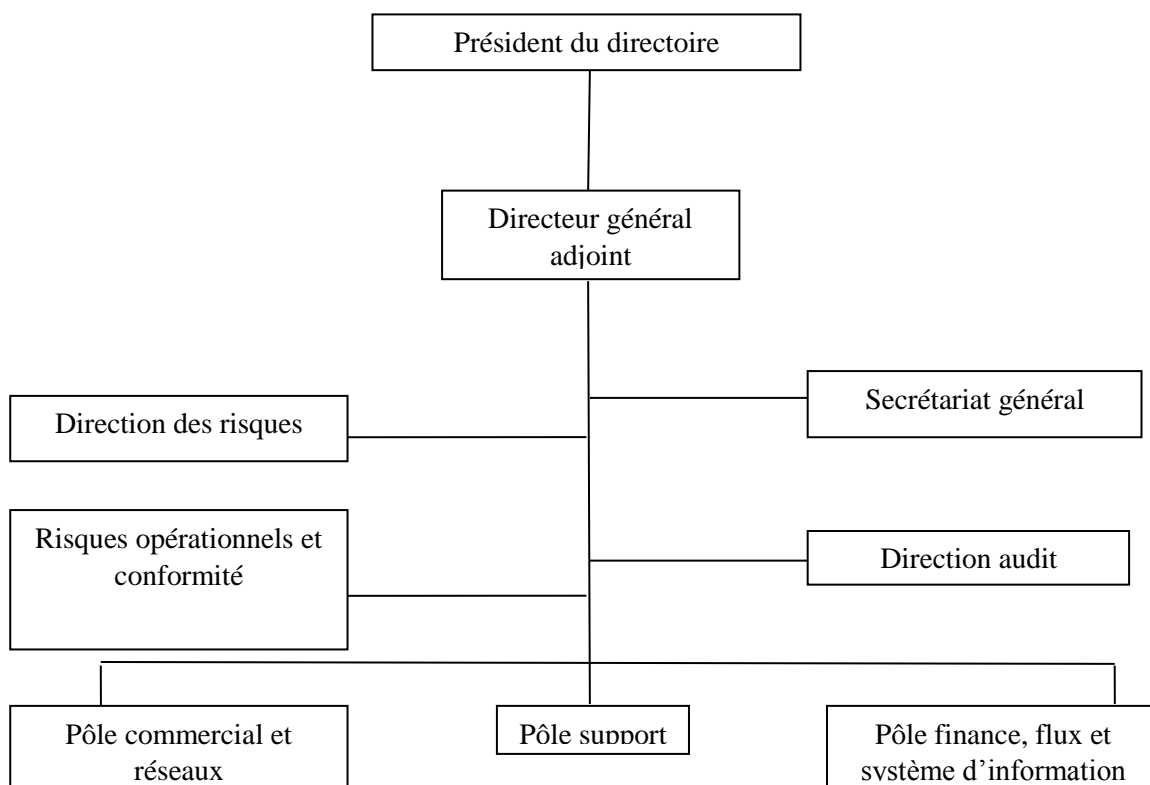 Président du directoire
Directeur général
adjoint
Secrétariat général
Direction des risques
Risques opérationnels et
conformité
Direction audit
Pôle commercial et
réseaux
Pôle support
Pôle finance, flux et
système d’information